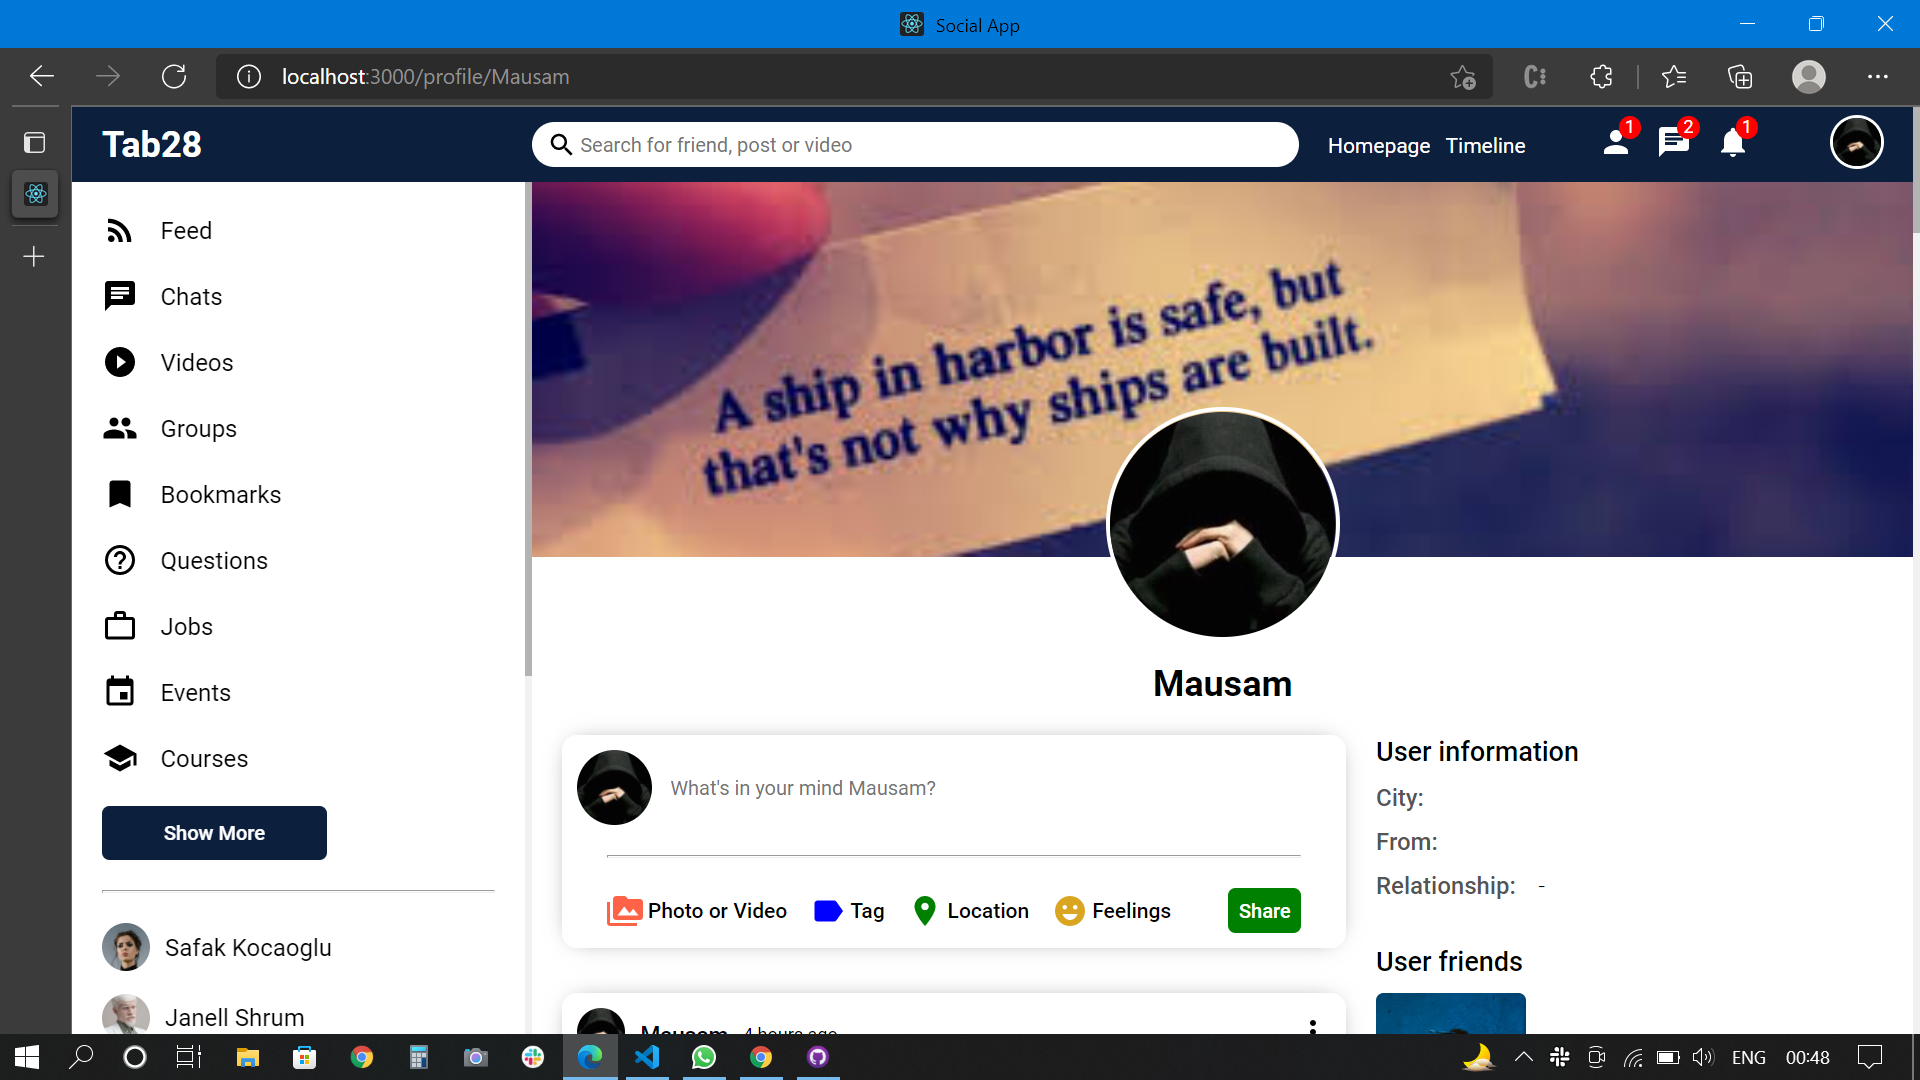 Social App
localhost:3000/profile/Mausam
Tab28
Search for friend, post or video
Homepage
Timeline
1
2
1
Feed
Chats
Videos
Groups
Bookmarks
Questions
Jobs
Events
Courses
Show More
Safak Kocaoglu
Janell Shrum
A ship in harbor is safe, but
that's not why ships are built.
Mausam
What's in your mind Mausam?
Photo or Video
Tag
Location
Feelings
Share
Mausam 4 hours ago
User information
City:
From:
Relationship: -
User friends
ENG
00:48